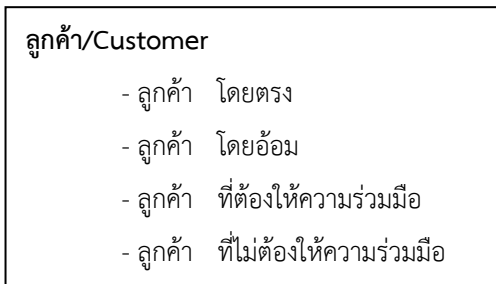 ลูกค้า/Customer
- ลูกค้า โดยตรง
- ลูกค้า โดยอ้อม
- ลูกค้า ที่ต้องให้ความร่วมมือ
- ลูกค้า ที่ไม่ต้องให้ความร่วมมือ